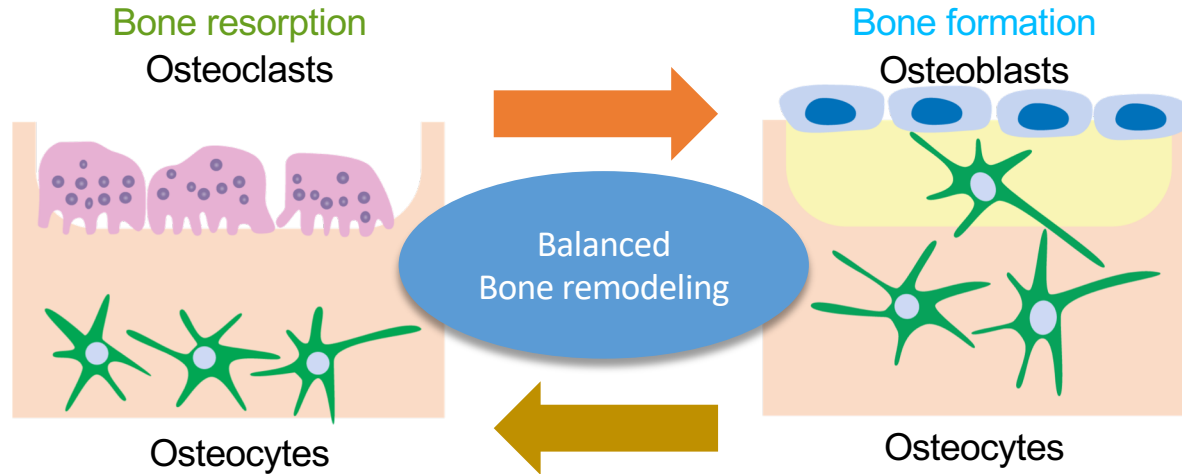 Bone resorption
Osteoclasts
Bone formation
Osteoblasts
Balanced
Bone remodeling
Osteocytes
Osteocytes